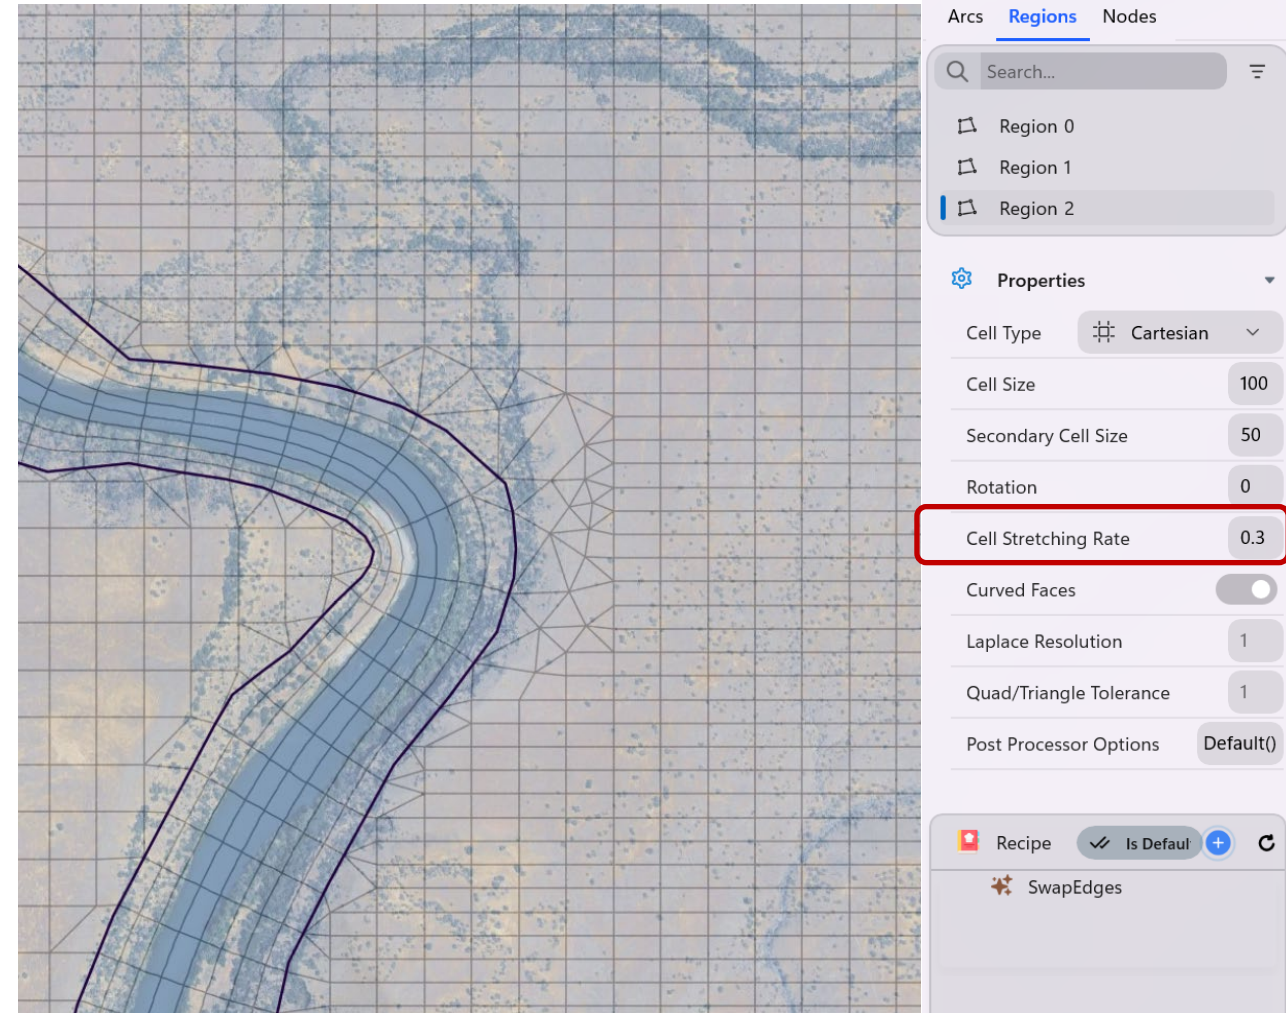 Arcs Regions Nodes
Search...
Region 0
Region 1
Region 2
Properties
Cell Type Cartesian
Cell Size 100
Secondary Cell Size 50
Rotation 0
Cell Stretching Rate 0.3
Curved Faces
Laplace Resolution 1
Quad/Triangle Tolerance 1
Post Processor Options Default()
Recipe Is Defaul
SwapEdges